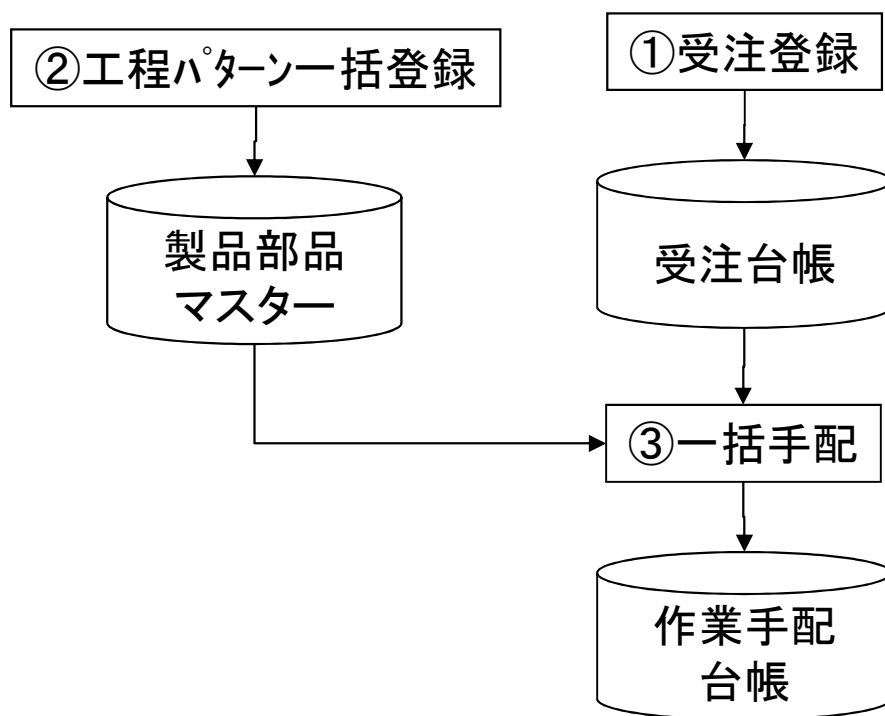 ②工程ﾊﾟﾀｰﾝ一括登録
①受注登録
製品部品
マスター
受注台帳
③一括手配
作業手配
台帳